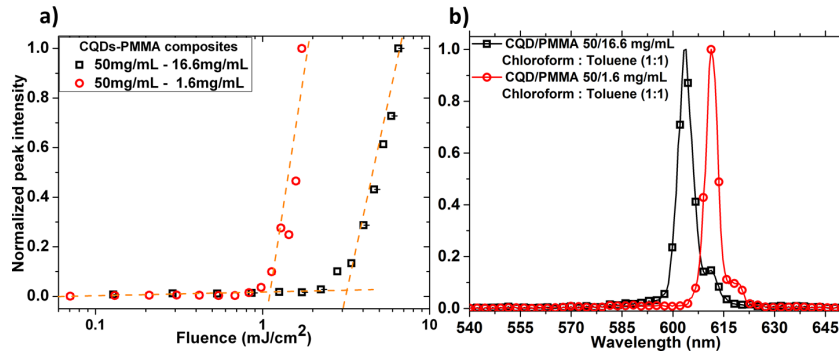 a)
CQDs-PMMA composites
50mg/mL - 16.6mg/mL
50mg/mL - 1.6mg/mL
Normalized peak intensity
1.0
0.8
0.6
0.4
0.2
0.0
0.1
1
10
Fluence (mJ/cm²)
b)
CQD/PMMA 50/16.6 mg/mL
Chloroform : Toluene (1:1)
CQD/PMMA 50/1.6 mg/mL
Chloroform : Toluene (1:1)
1.0
0.8
0.6
0.4
0.2
0.0
540 555 570 585 600 615 630 645
Wavelength (nm)